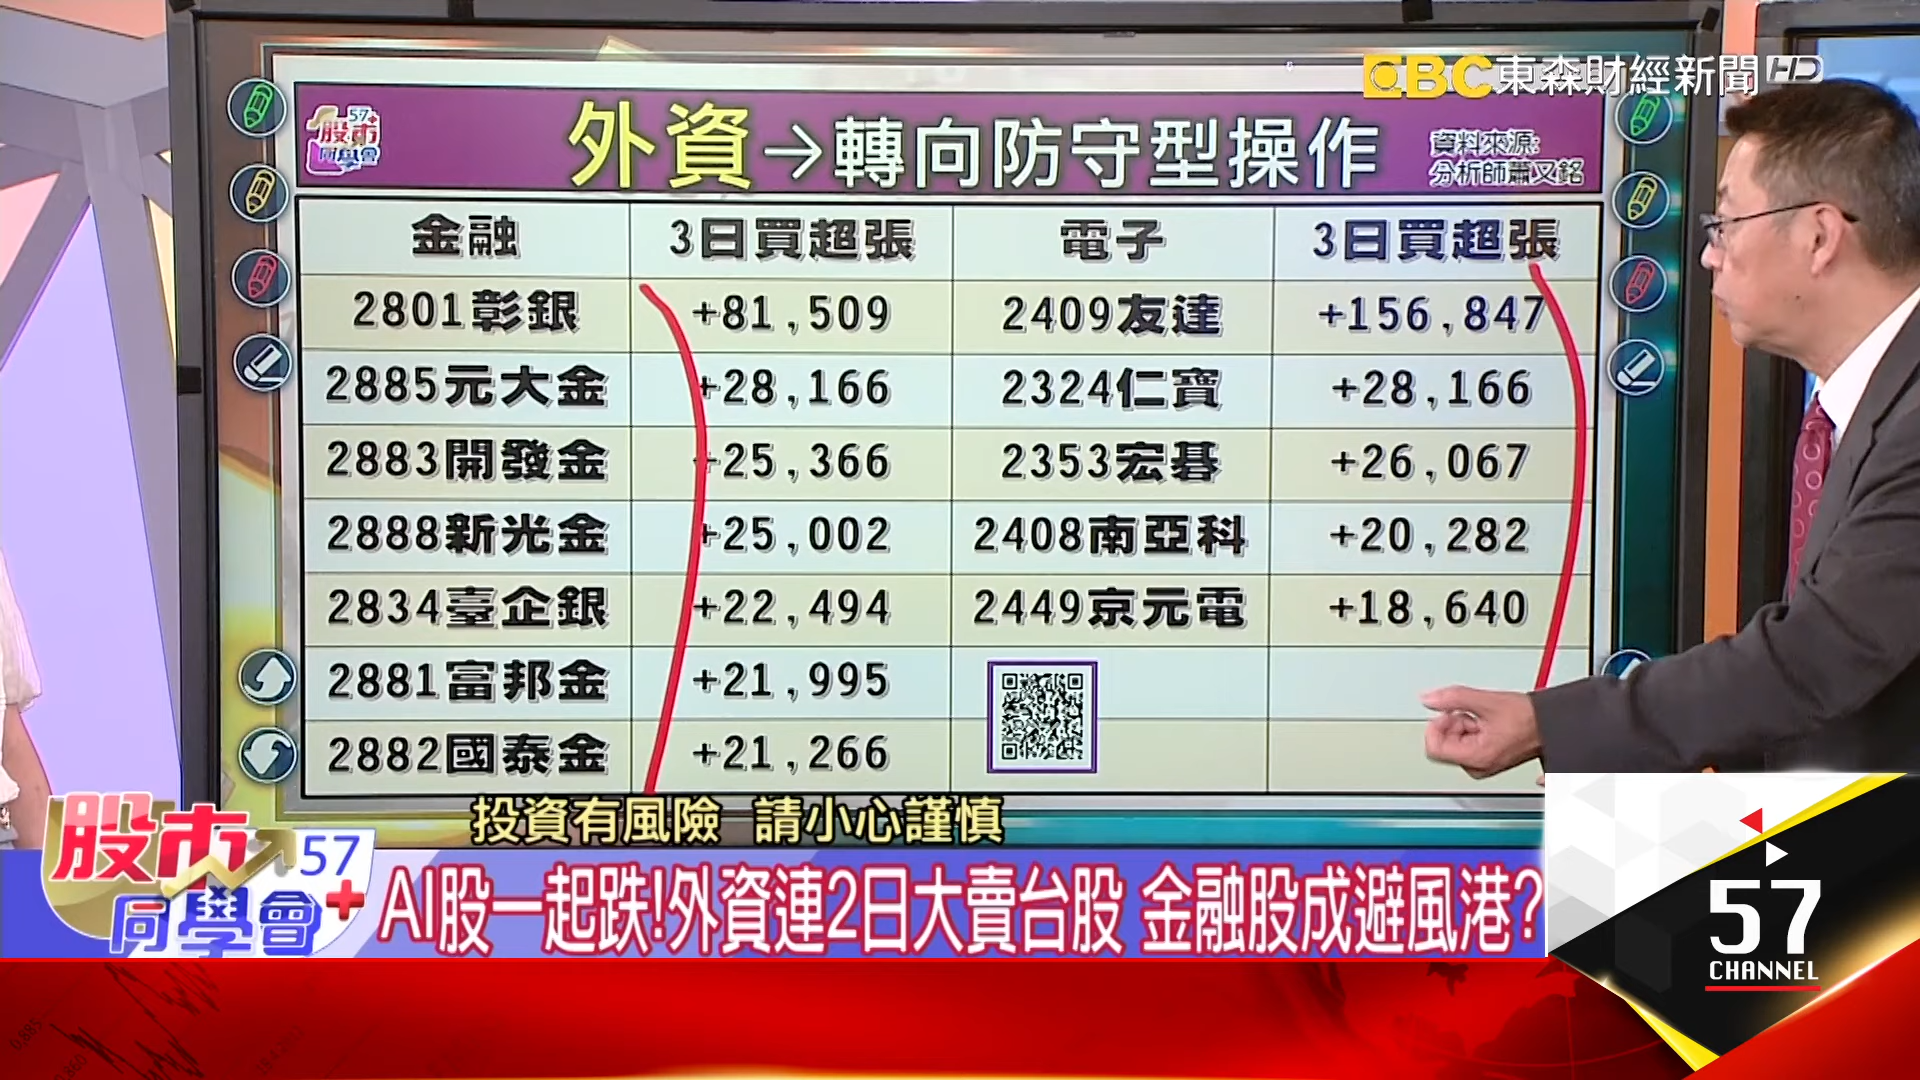 EBC 東森財經新聞 HD
57
股市
同學會
外資→轉向防守型操作
資料來源:
分析師蕭又銘
金融 3日買超張 電子 3日買超張
2801彰銀 +81,509 2409友達 +156,847
2885元大金 +28,166 2324仁寶 +28,166
2883開發金 +25,366 2353宏碁 +26,067
2888新光金 +25,002 2408南亞科 +20,282
2834臺企銀 +22,494 2449京元電 +18,640
2881富邦金 +21,995
2882國泰金 +21,266
投資有風險 請小心謹慎
股市 57
同學會+
AI股一起跌!外資連2日大賣台股 金融股成避風港?
57
CHANNEL